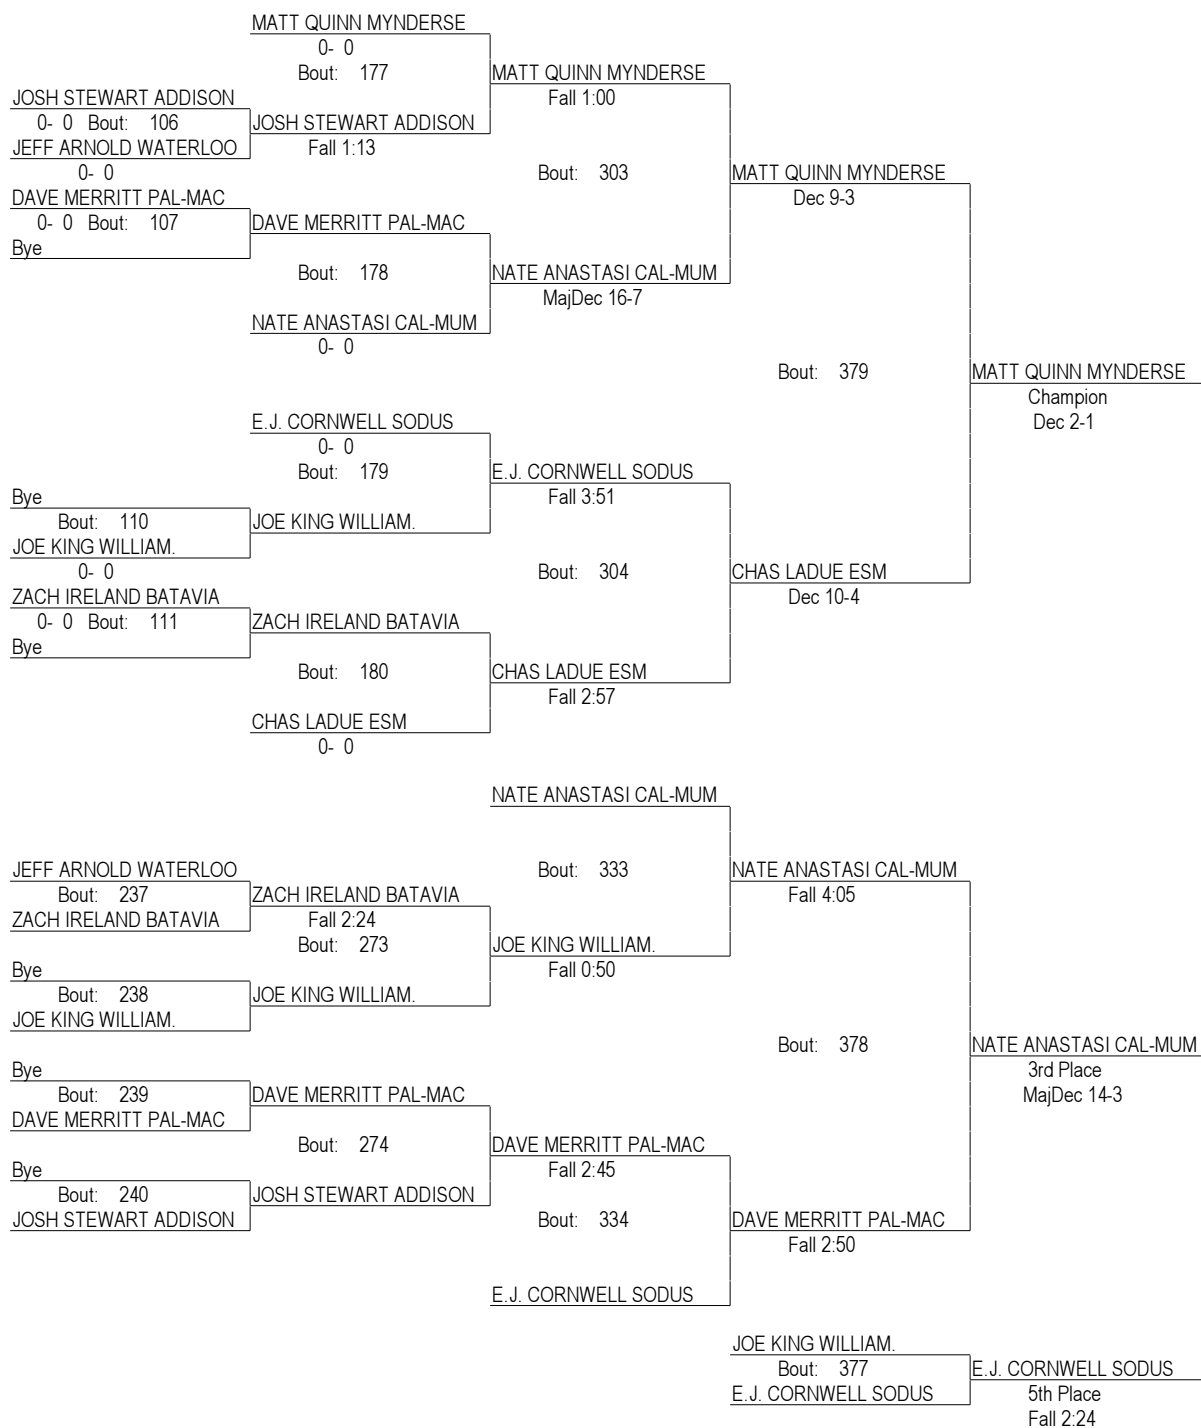 MATT QUINN MYNDERSE
0- 0
Bout: 177
MATT QUINN MYNDERSE
Fall 1:00
JOSH STEWART ADDISON
0- 0 Bout: 106
JOSH STEWART ADDISON
JEFF ARNOLD WATERLOO
Fall 1:13
0- 0
Bout: 303
MATT QUINN MYNDERSE
Dec 9-3
DAVE MERRITT PAL-MAC
0- 0 Bout: 107
DAVE MERRITT PAL-MAC
Bye
Bout: 178
NATE ANASTASI CAL-MUM
MajDec 16-7
NATE ANASTASI CAL-MUM
0- 0
Bout: 379
MATT QUINN MYNDERSE
Champion
Dec 2-1
E.J. CORNWELL SODUS
0- 0
Bout: 179
E.J. CORNWELL SODUS
Fall 3:51
Bye
Bout: 110
JOE KING WILLIAM.
JOE KING WILLIAM.
0- 0
Bout: 304
CHAS LADUE ESM
Dec 10-4
ZACH IRELAND BATAVIA
0- 0 Bout: 111
ZACH IRELAND BATAVIA
Bye
Bout: 180
CHAS LADUE ESM
Fall 2:57
CHAS LADUE ESM
0- 0
NATE ANASTASI CAL-MUM
Bout: 333
NATE ANASTASI CAL-MUM
Fall 4:05
JEFF ARNOLD WATERLOO
Bout: 237
ZACH IRELAND BATAVIA
ZACH IRELAND BATAVIA
Fall 2:24
Bout: 273
JOE KING WILLIAM.
Fall 0:50
Bye
Bout: 238
JOE KING WILLIAM.
JOE KING WILLIAM.
Bout: 378
NATE ANASTASI CAL-MUM
3rd Place
MajDec 14-3
Bye
Bout: 239
DAVE MERRITT PAL-MAC
DAVE MERRITT PAL-MAC
Bout: 274
DAVE MERRITT PAL-MAC
Fall 2:45
Bye
Bout: 240
JOSH STEWART ADDISON
JOSH STEWART ADDISON
Bout: 334
DAVE MERRITT PAL-MAC
Fall 2:50
E.J. CORNWELL SODUS
JOE KING WILLIAM.
Bout: 377
E.J. CORNWELL SODUS
E.J. CORNWELL SODUS
5th Place
Fall 2:24